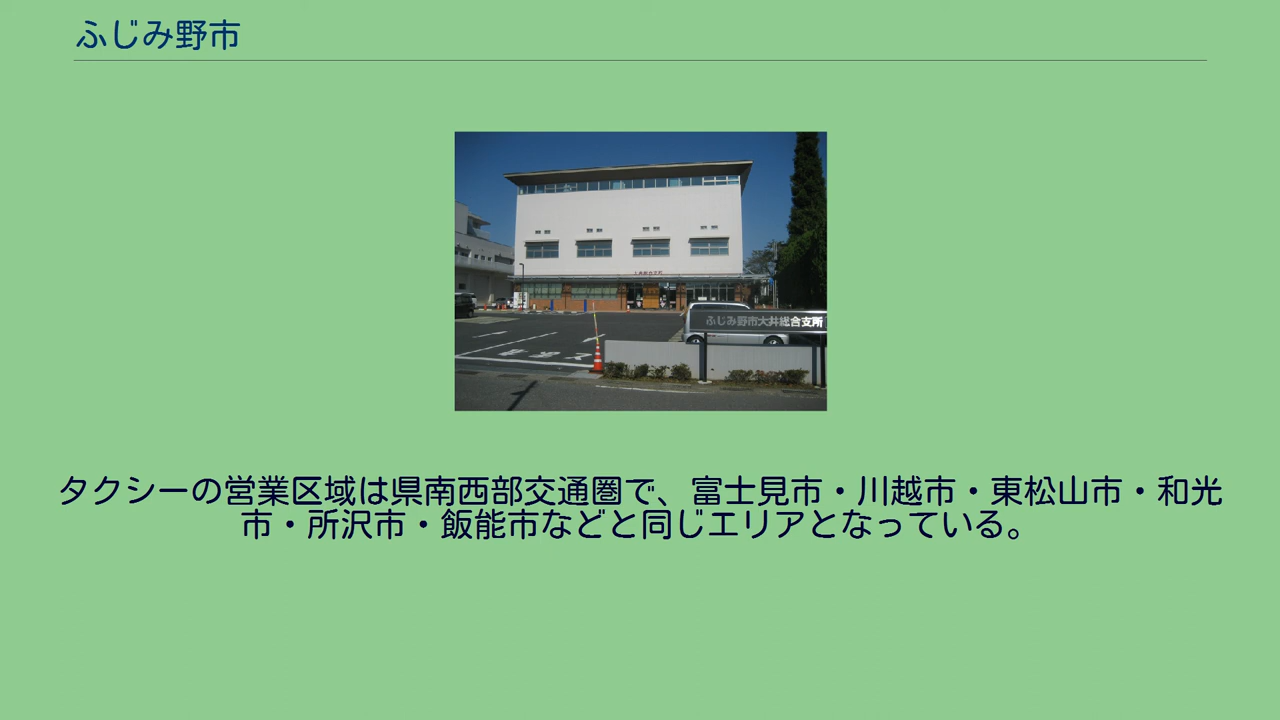 ふじみ野市
ふじみ野市大井総合支所
タクシーの営業区域は県南西部交通圏で、富士見市・川越市・東松山市・和光
市・所沢市・飯能市などと同じエリアとなっている。